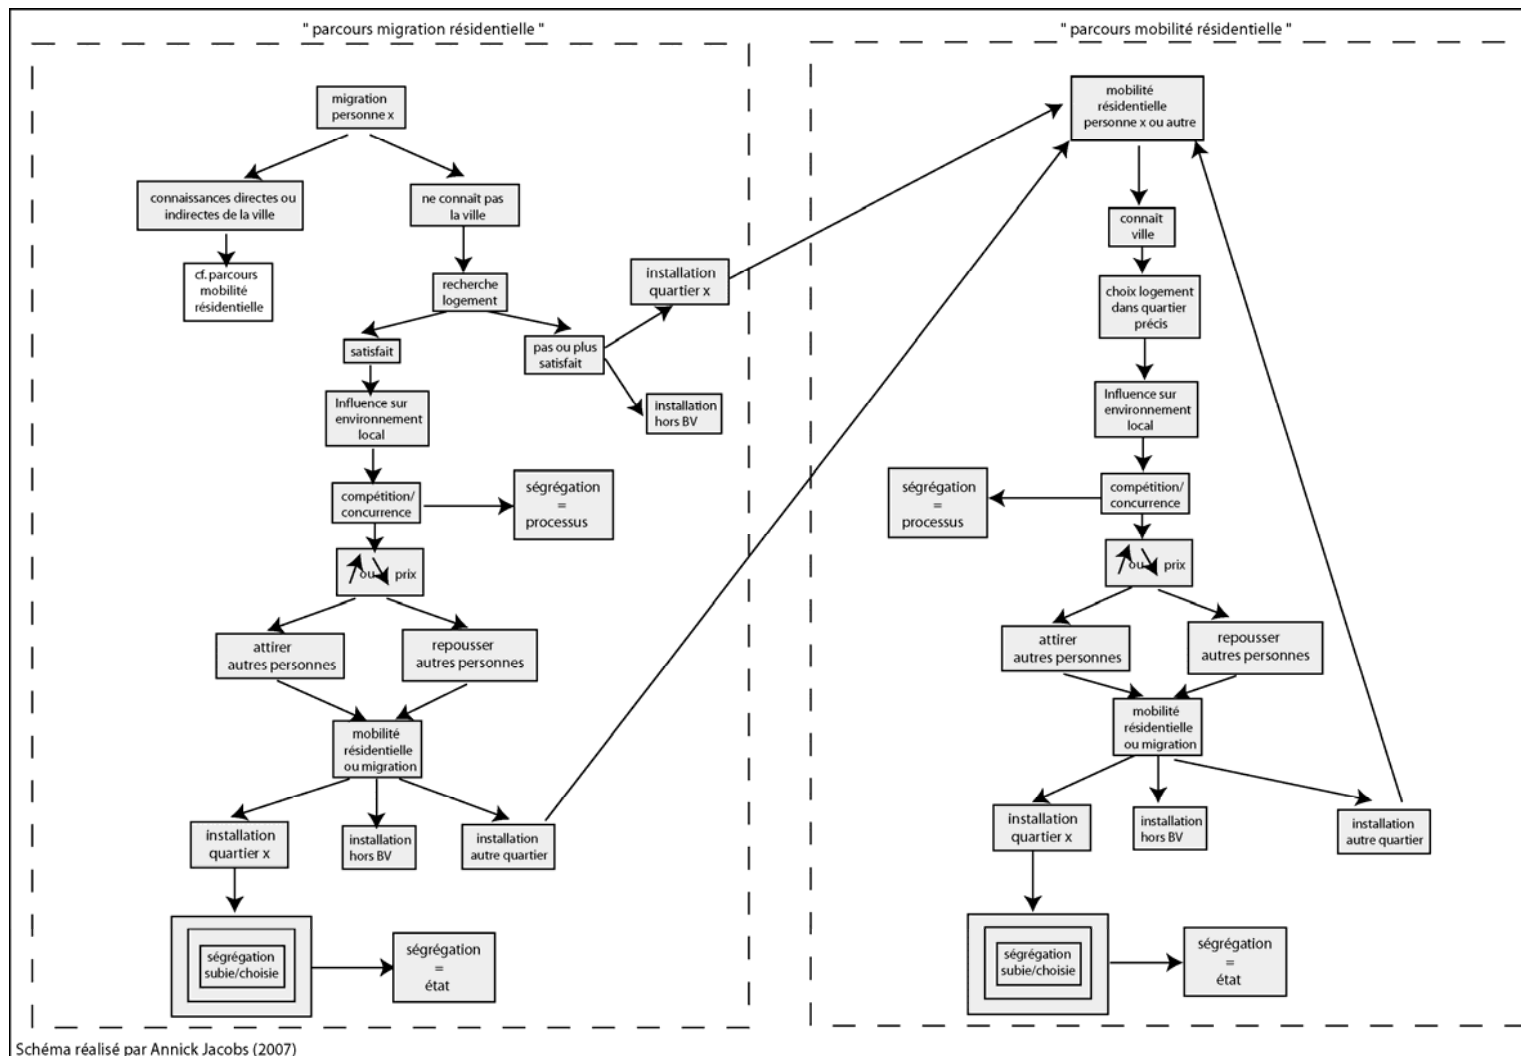 " parcours migration résidentielle "
migration
personne x
connaissances directes ou
indirectes de la ville
ne connaît pas
la ville
cf. parcours
mobilité
résidentielle
recherche
logement
installation
quartier x
satisfait
pas ou plus
satisfait
Influence sur
environnement
local
installation
hors BV
compétition/
concurrence
ségrégation
=
processus
ou prix
attirer
autres personnes
repousser
autres personnes
mobilité
résidentielle
ou migration
installation
quartier x
installation
hors BV
installation
autre quartier
ségrégation
subie/choisie
ségrégation
=
état
" parcours mobilité résidentielle "
mobilité
résidentielle
personne x ou autre
connaît
ville
choix logement
dans quartier
précis
Influence sur
environnement
local
ségrégation
=
processus
compétition/
concurrence
ou prix
attirer
autres personnes
repousser
autres personnes
mobilité
résidentielle
ou migration
installation
quartier x
installation
hors BV
installation
autre quartier
ségrégation
subie/choisie
ségrégation
=
état
Schéma réalisé par Annick Jacobs (2007)